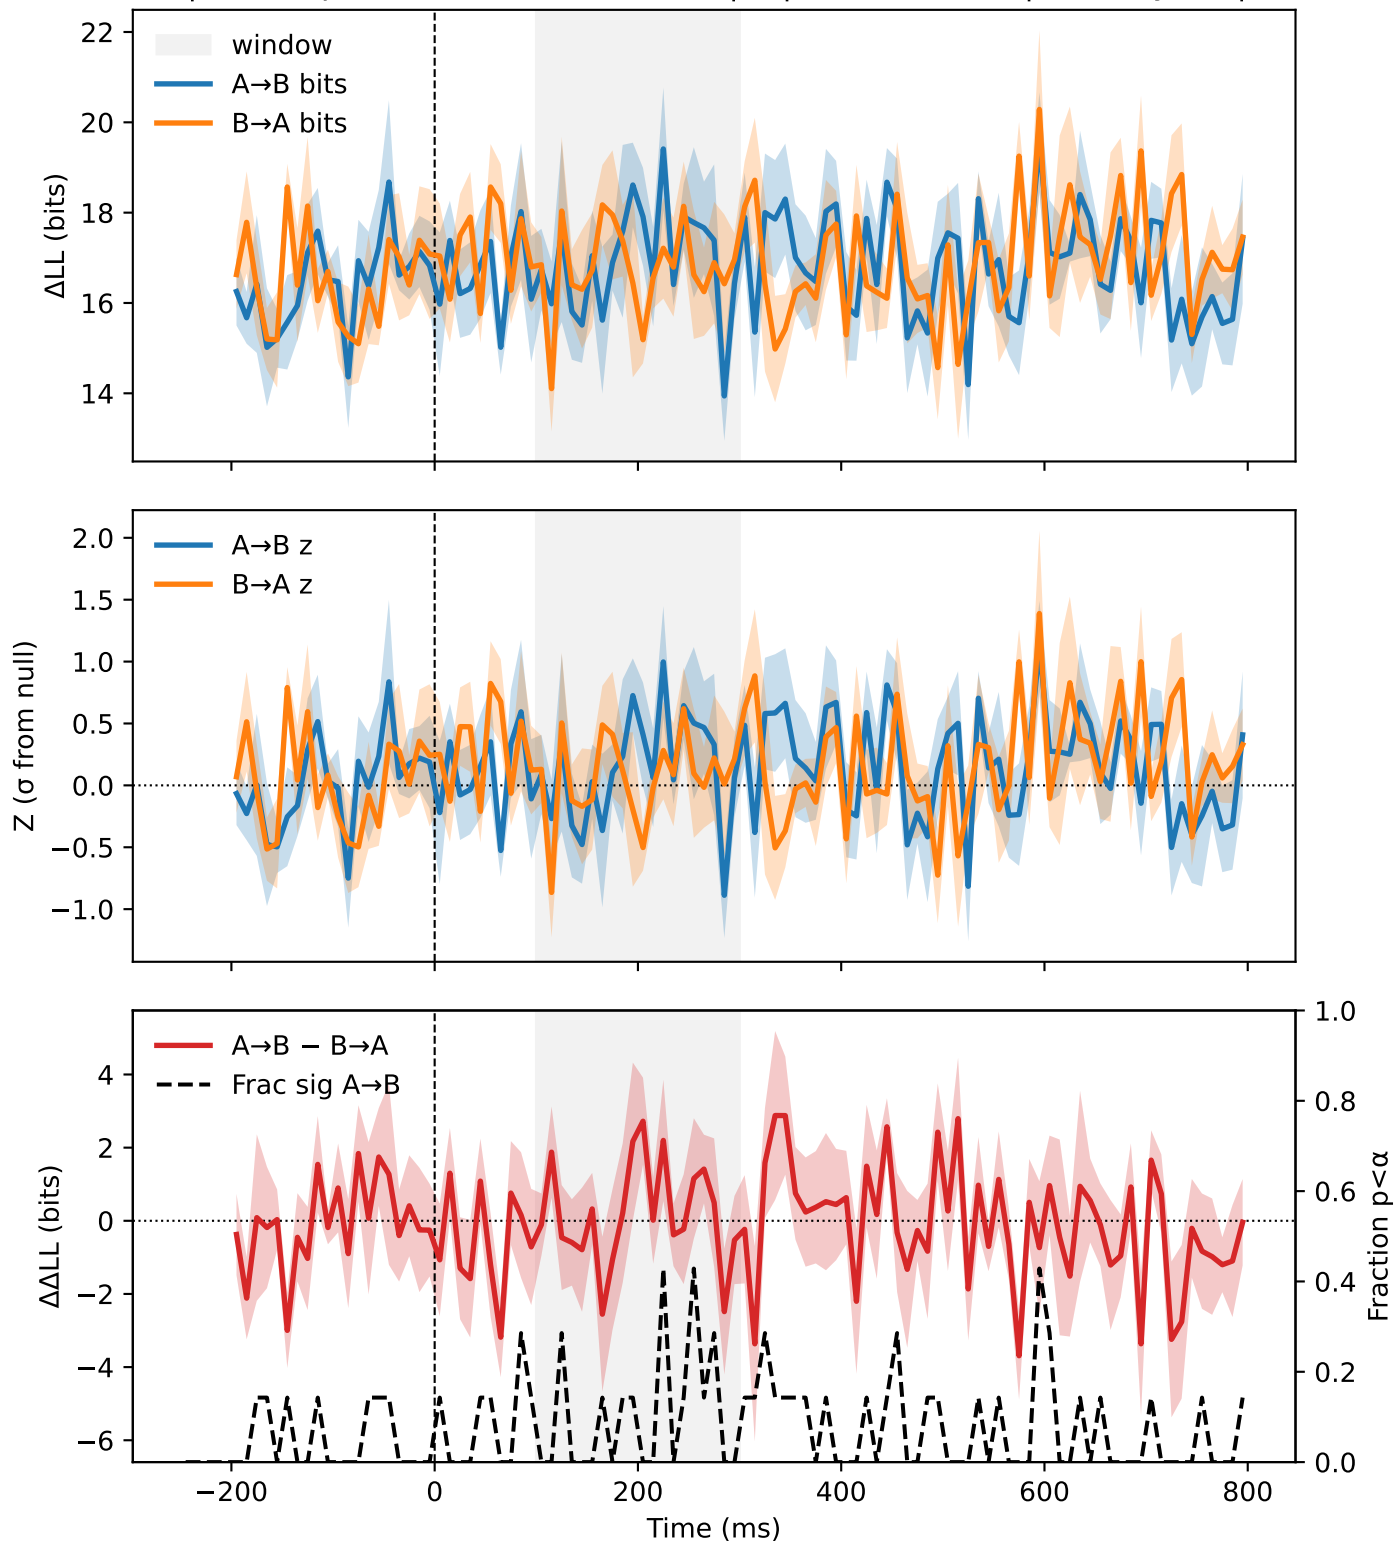 22
20
18
16
14
ΔLL (bits)
window
A→B bits
B→A bits
2.0
1.5
1.0
0.5
0.0
−0.5
−1.0
Z (σ from null)
A→B z
B→A z
4
2
0
−2
−4
−6
ΔΔLL (bits)
A→B − B→A
Frac sig A→B
1.0
0.8
0.6
0.4
0.2
0.0
Fraction p<α
−200 0 200 400 600 800
Time (ms)